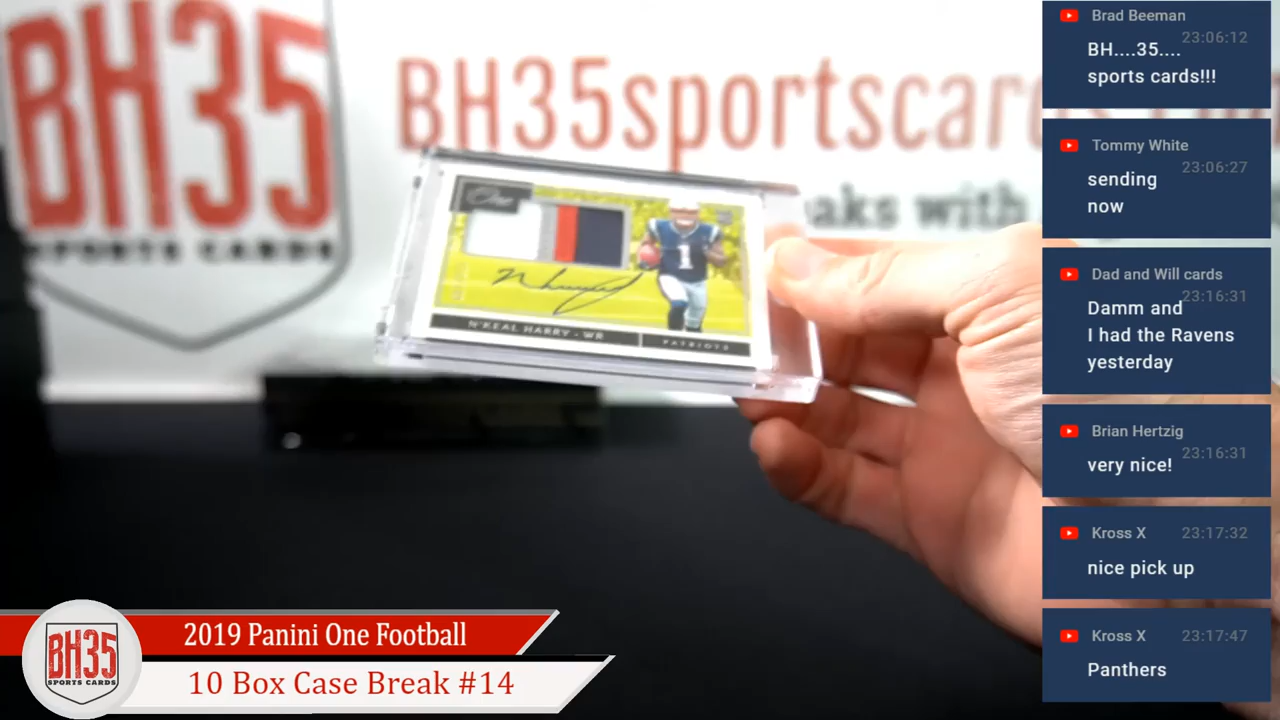 BH35
SPORTS CARDS
BH35sportscards
aks with
One
1
N'KEAL HARRY - WR
PATRIOTS
Brad Beeman
23:06:12
BH....35....
sports cards!!!
Tommy White
23:06:27
sending
now
Dad and Will cards
23:16:31
Damm and
I had the Ravens
yesterday
Brian Hertzig
23:16:31
very nice!
Kross X 23:17:32
nice pick up
Kross X 23:17:47
Panthers
BH35
SPORTS CARDS
2019 Panini One Football
10 Box Case Break #14